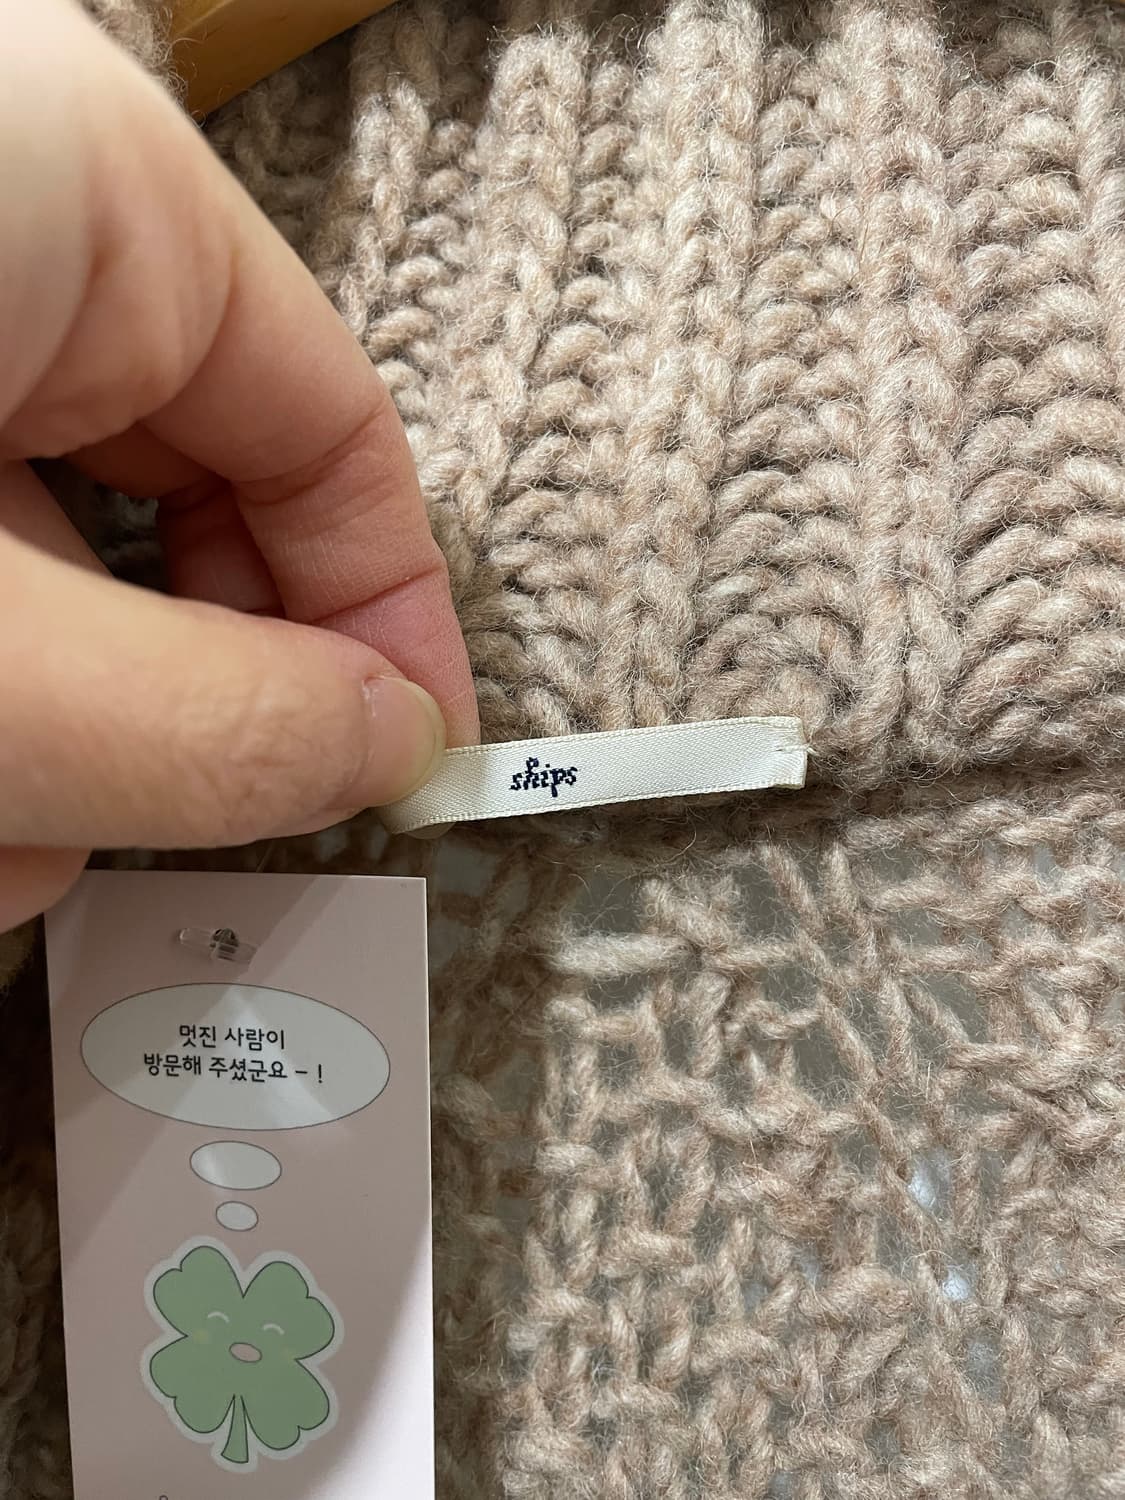 ships
멋진 사람이
방문해 주셨군요 – !